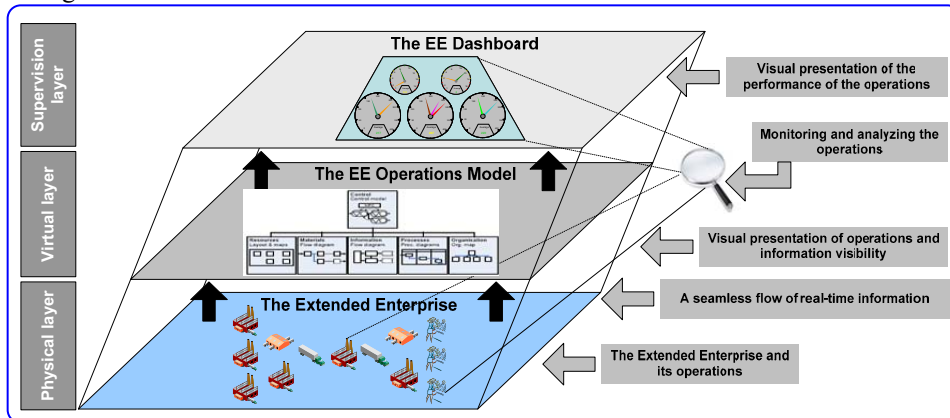 Supervision
layer
The EE Dashboard
Visual presentation of the
performance of the operations
Monitoring and analyzing the
operations
Virtual layer
The EE Operations Model
Control
Control model
Resources
Layout & maps
Materials
Flow diagram
Information
Flow diagram
Processes
Proc. diagrams
Organisation
Org. map
Visual presentation of operations and
information visibility
Physical layer
The Extended Enterprise
A seamless flow of real-time information
The Extended Enterprise and
its operations